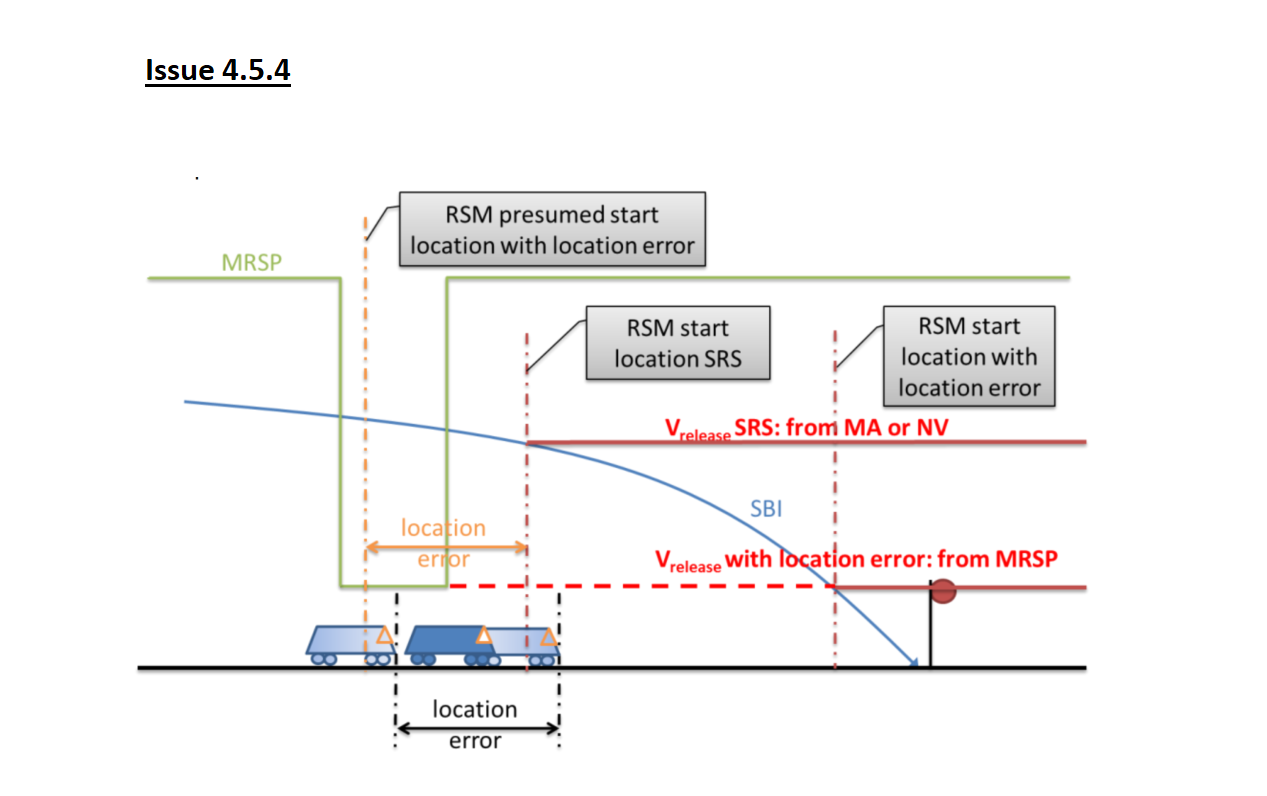 Issue 4.5.4
.
RSM presumed start
location with location error
MRSP
RSM start
location SRS
RSM start
location with
location error
Vrelease SRS: from MA or NV
SBI
location
error
Vrelease with location error: from MRSP
location
error